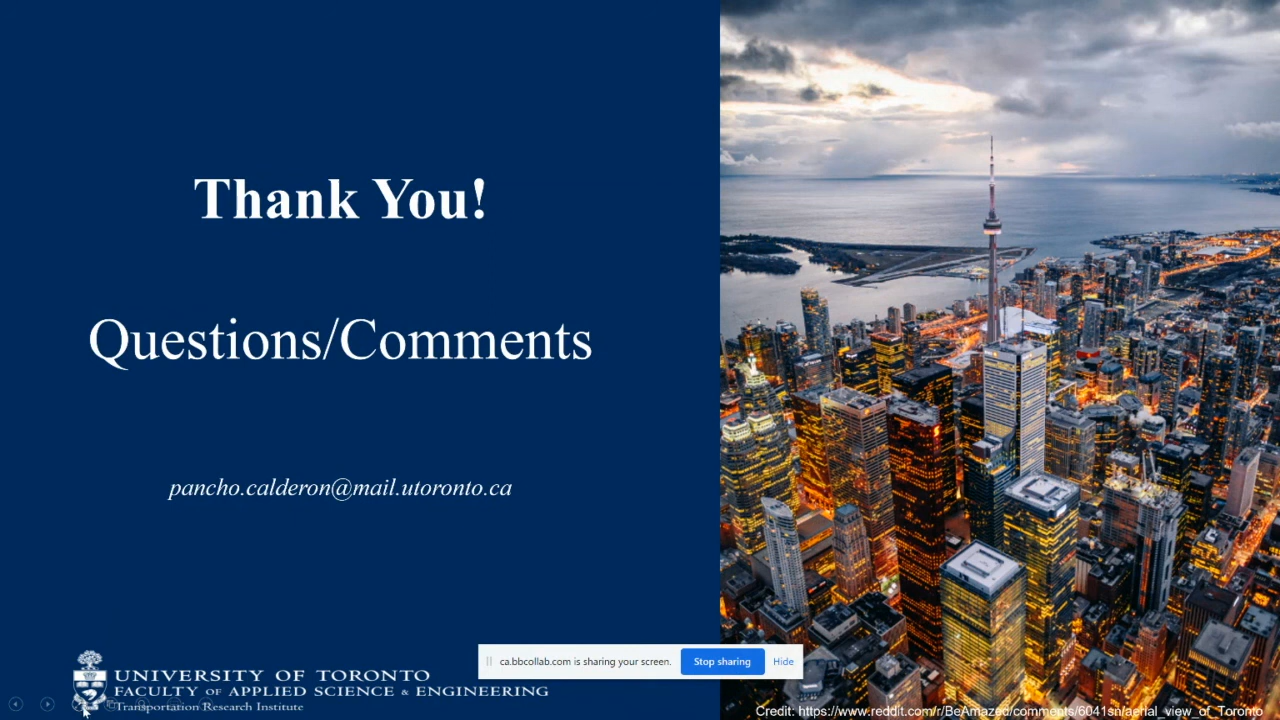 Thank You!
Questions/Comments
pancho.calderon@mail.utoronto.ca
UNIVERSITY OF TORONTO
FACULTY OF APPLIED SCIENCE & ENGINEERING
Transportation Research Institute
ca.bbcollab.com is sharing your screen.
Stop sharing
Hide
Credit: https://www.reddit.com/r/BeAmazed/comments/6041sn/aerial_view_of_Toronto